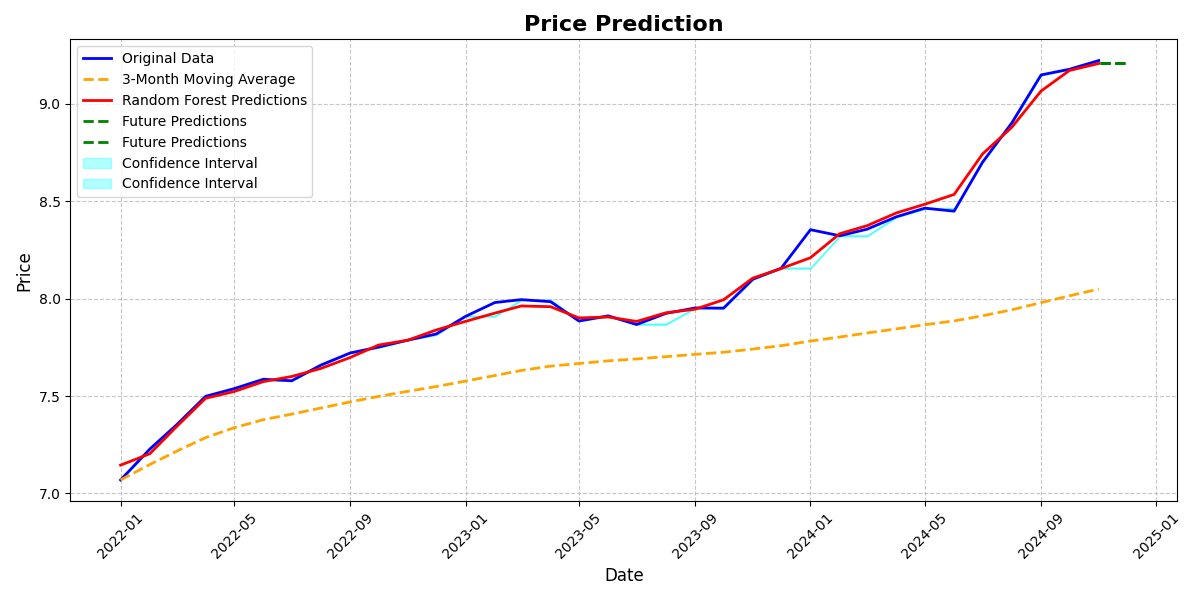 Price Prediction
Original Data
3-Month Moving Average
Random Forest Predictions
Future Predictions
Future Predictions
Confidence Interval
Confidence Interval
Price
9.0
8.5
8.0
7.5
7.0
2022-01
2022-05
2022-09
2023-01
2023-05
2023-09
2024-01
2024-05
2024-09
2025-01
Date